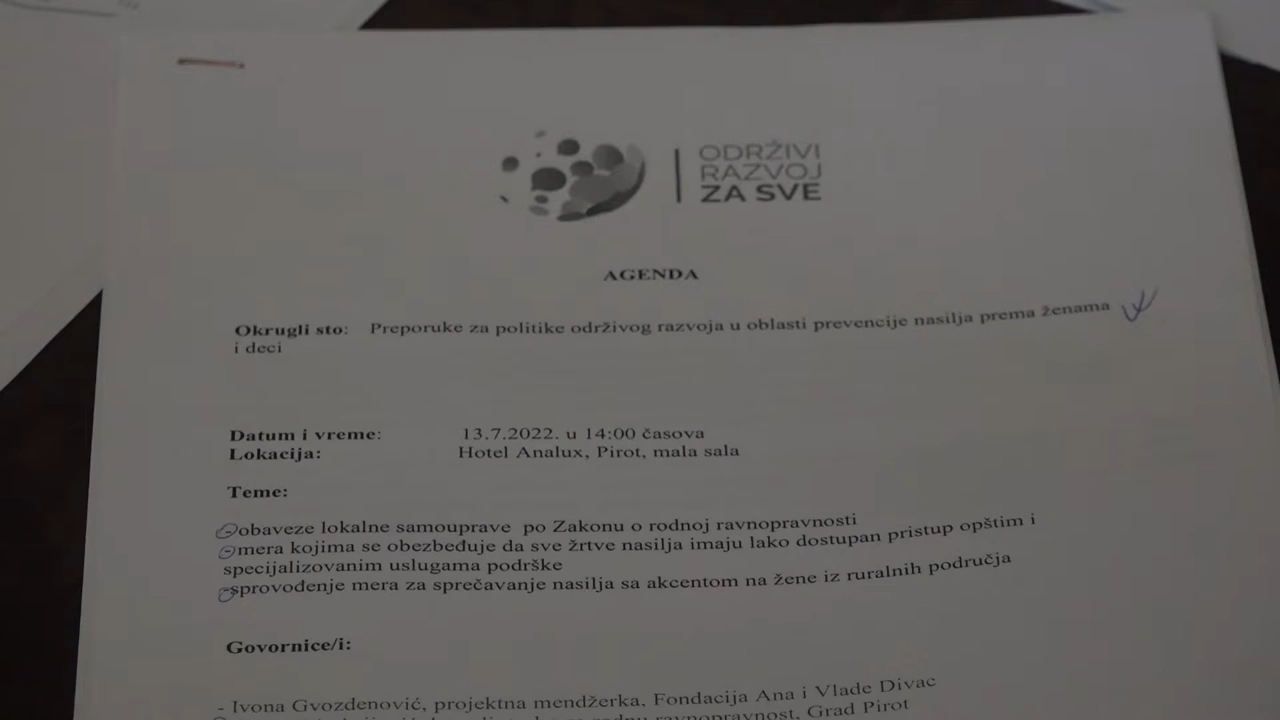 ODRŽIVI
RAZVOJ
ZA SVE
AGENDA
Okrugli sto: Preporuke za politike održivog razvoja u oblasti prevencije nasilja prema ženama
i deci
Datum i vreme: 13.7.2022. u 14:00 časova
Lokacija: Hotel Analux, Pirot, mala sala
Teme:
-obaveze lokalne samouprave po Zakonu o rodnoj ravnopravnosti
-mera kojima se obezbeđuje da sve žrtve nasilja imaju lako dostupan pristup opštim i
specijalizovanim uslugama podrške
-sprovođenje mera za sprečavanje nasilja sa akcentom na žene iz ruralnih područja
Govornice/i:
- Ivona Gvozdenović, projektna mendžerka, Fondacija Ana i Vlade Divac
ravnopravnost, Grad Pirot